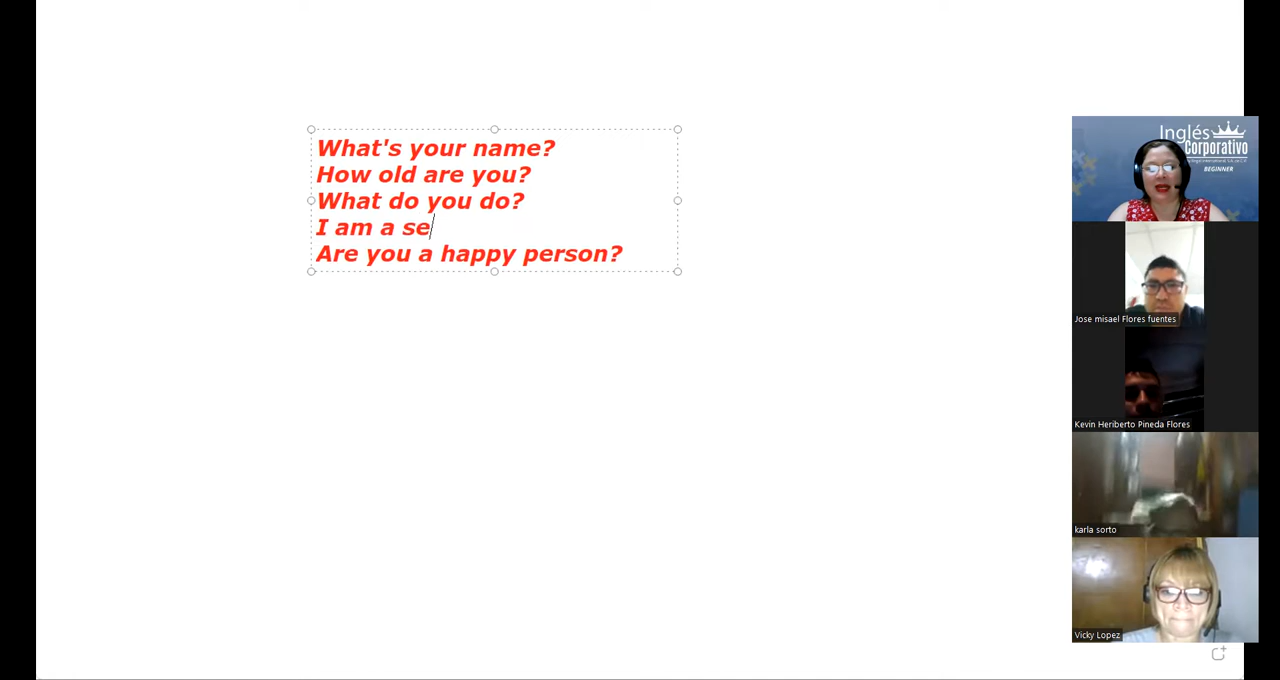 What's your name?
How old are you?
What do you do?
I am a se
Are you a happy person?
Inglés
Corporativo
BEGINNER
Jose misael Flores fuentes
Kevin Heriberto Pineda Flores
karla sorto
Vicky Lopez